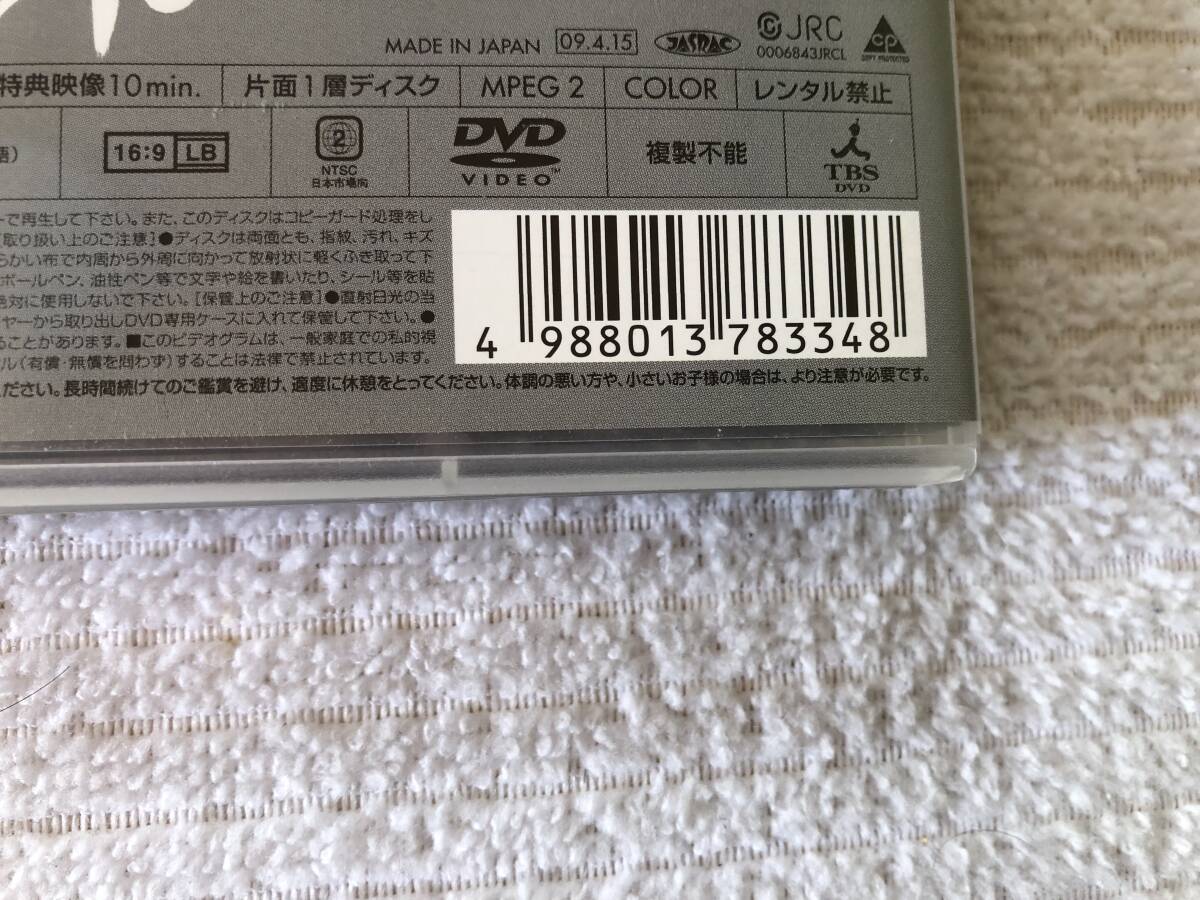 MADE IN JAPAN 09.4.15 JASRAC JRC
0006843JRCL
CP
特典映像10min. 片面1層ディスク MPEG 2 COLOR レンタル禁止
語) 16:9 LB 2 NTSC 日本市場向 DVD VIDEO™ 複製不能 TBS DVD
ーで再生して下さい。また、このディスクはコピーガード処理をし
[取り扱い上のご注意]●ディスクは両面とも、指紋、汚れ、キズ
らかい布で内周から外周に向かって放射状に軽くふき取って下
ボールペン、油性ペン等で文字や絵を書いたり、シール等を貼
絶対に使用しないで下さい。[保管上のご注意]●直射日光の当
ヤーから取り出しDVD専用ケースに入れて保管して下さい。●
ることがあります。■このビデオグラムは、一般家庭での私的視
ル(有償・無償を問わず)することは法律で禁止されています。
ださい。長時間続けてのご鑑賞を避け、適度に休憩をとってください。体調の悪い方や、小さいお子様の場合は、より注意が必要です。
4 988013 783348